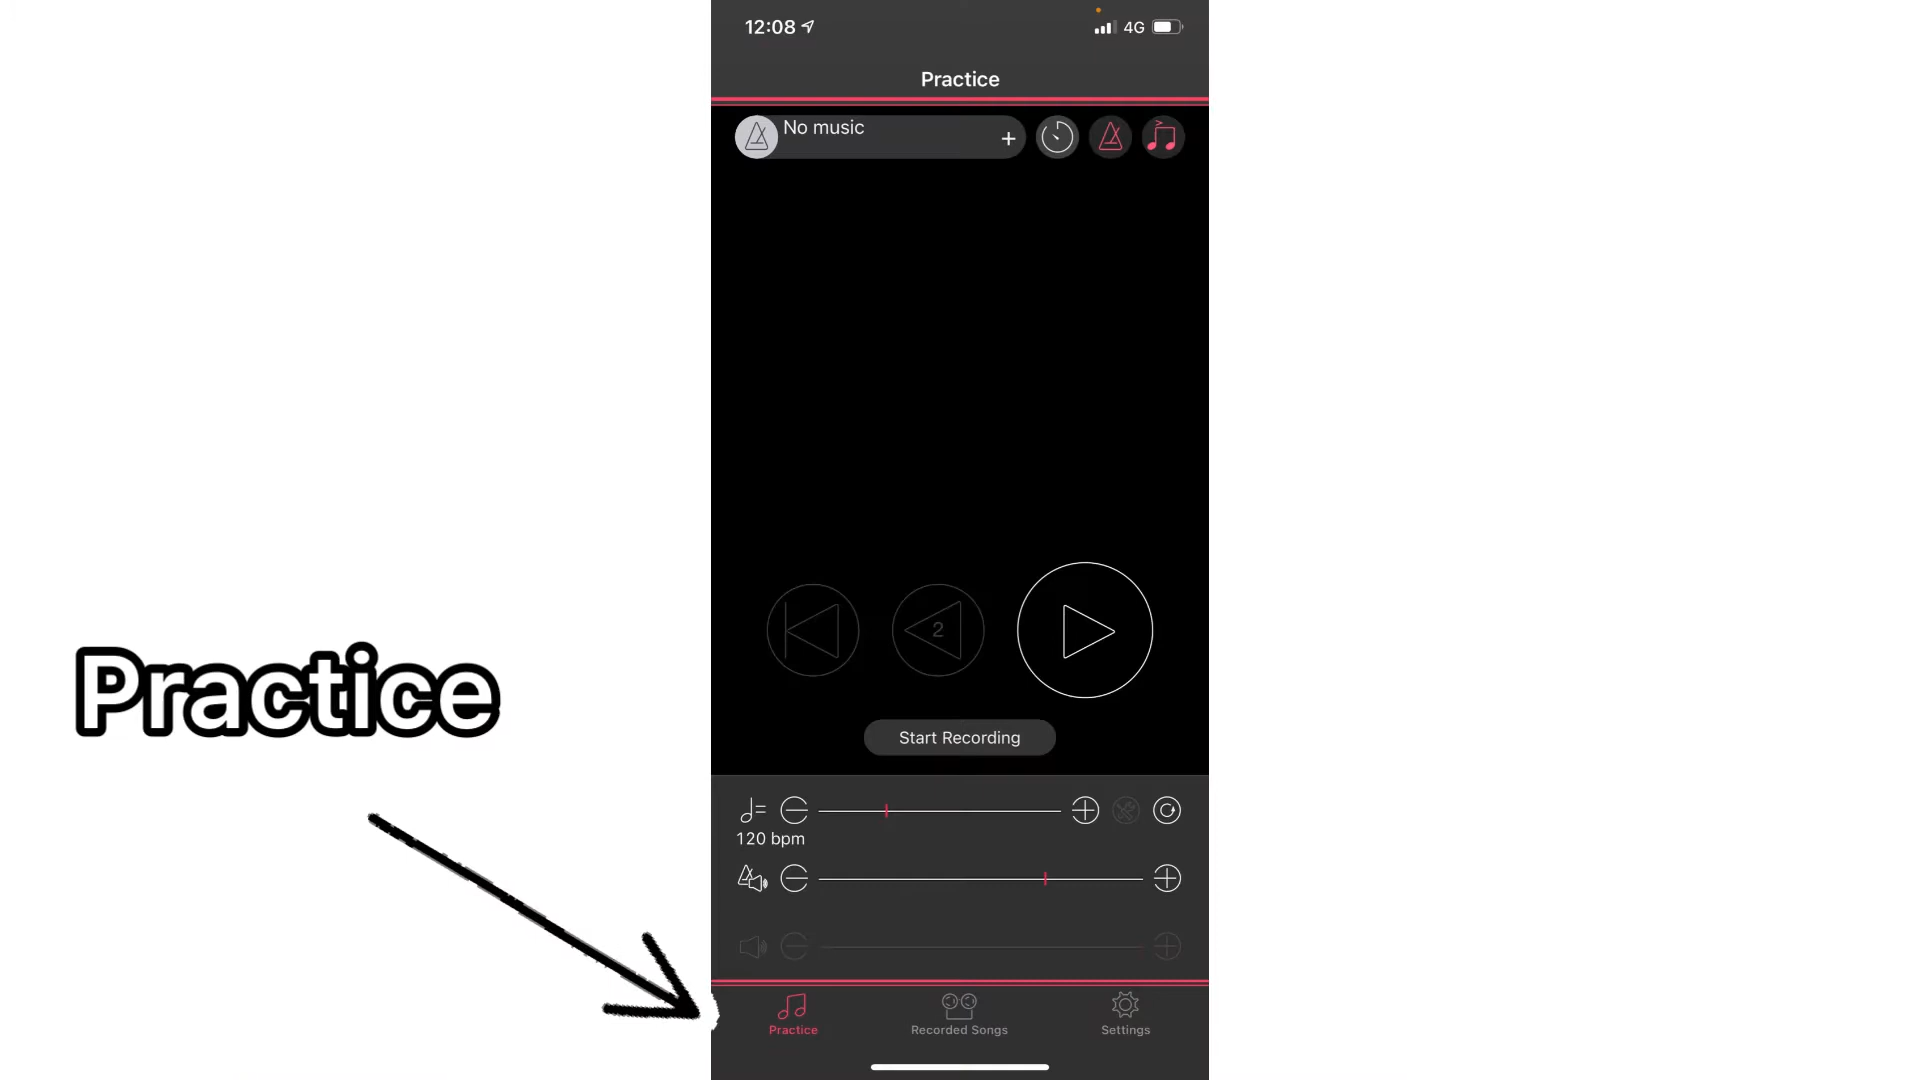 12:08
4G
Practice
No music
+
2
Start Recording
120 bpm
Practice
Practice
Recorded Songs
Settings